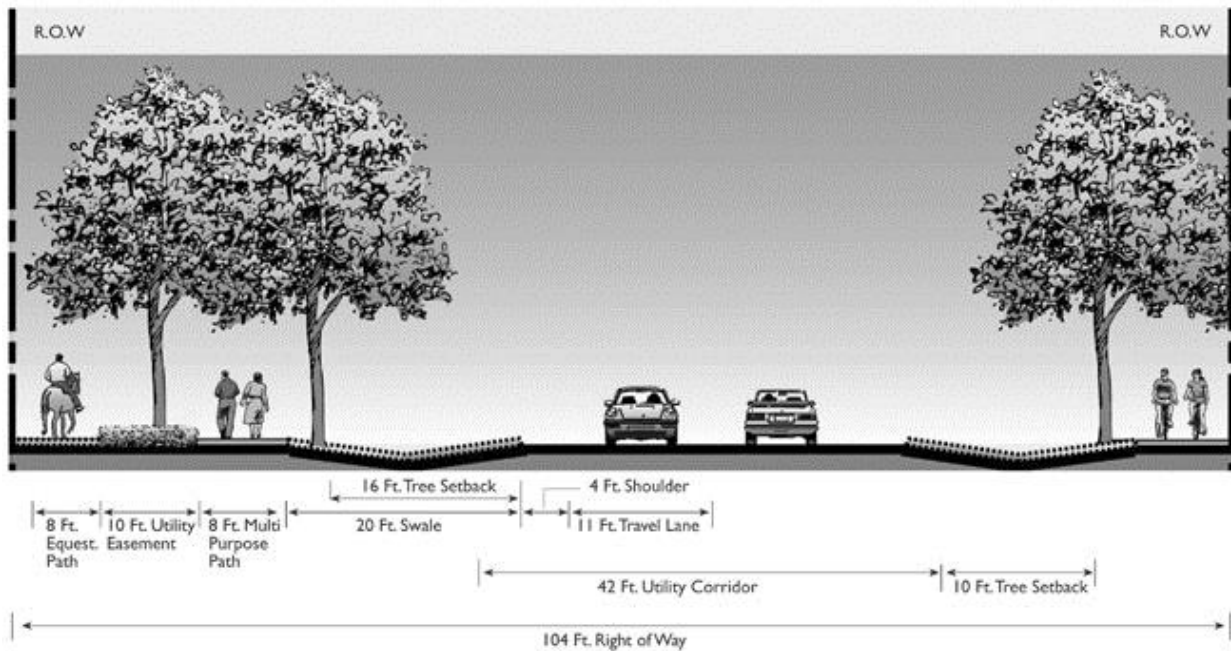 R.O.W
R.O.W
16 Ft. Tree Setback
4 Ft. Shoulder
8 Ft.
Equest.
Path
10 Ft. Utility
Easement
8 Ft. Multi
Purpose
Path
20 Ft. Swale
11 Ft. Travel Lane
42 Ft. Utility Corridor
10 Ft. Tree Setback
104 Ft. Right of Way